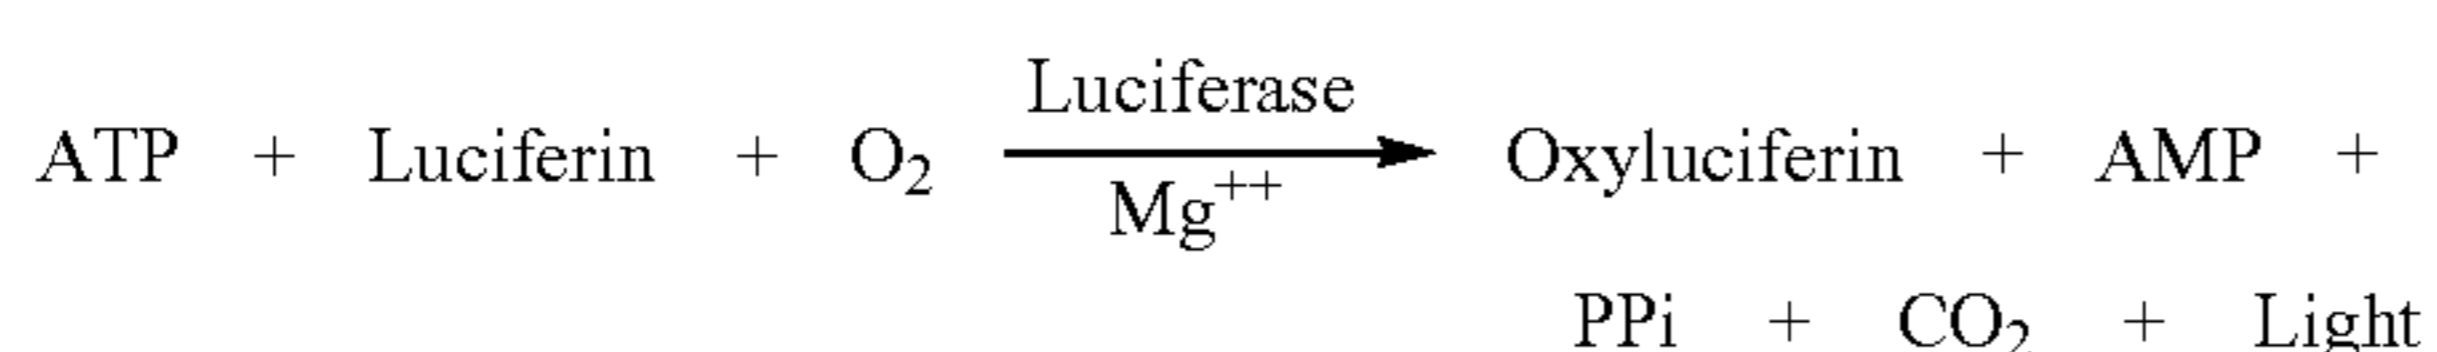 Luciferase
ATP + Luciferin + O₂ ⟶ Oxyluciferin + AMP +
Mg⁺⁺
PPi + CO₂ + Light